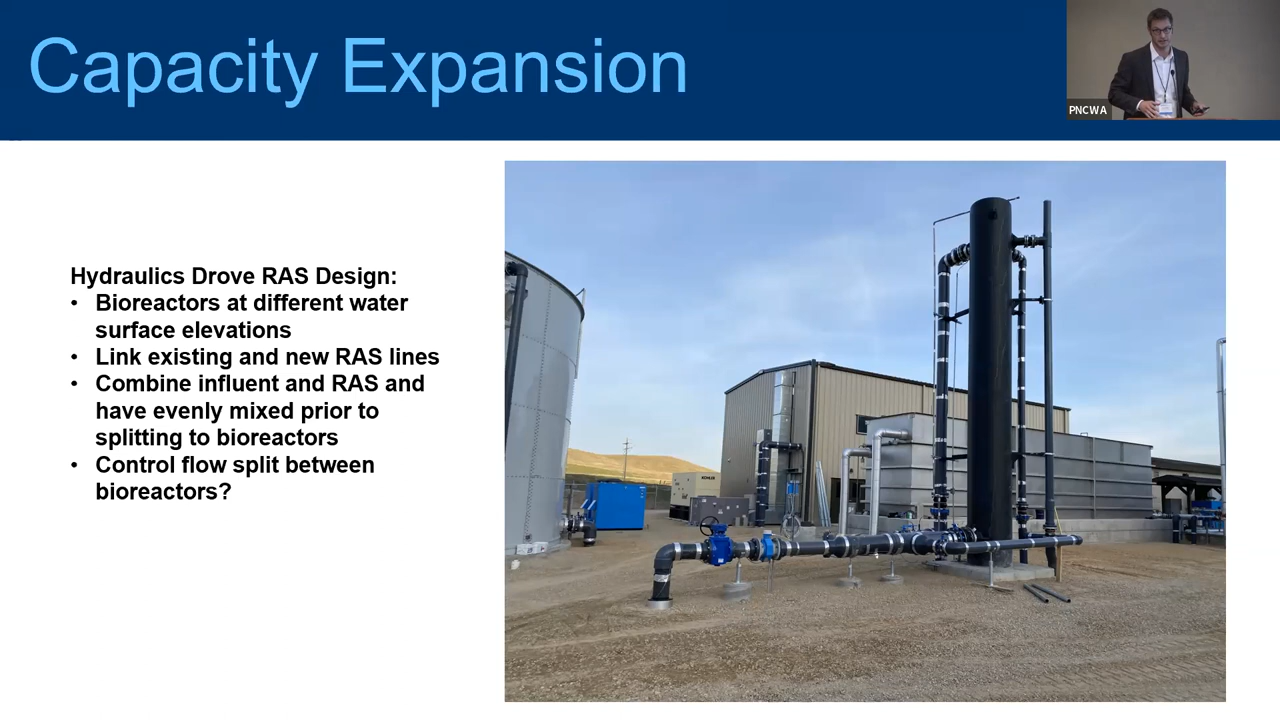 Capacity Expansion
PNCWA
Hydraulics Drove RAS Design:
• Bioreactors at different water
surface elevations
• Link existing and new RAS lines
• Combine influent and RAS and
have evenly mixed prior to
splitting to bioreactors
• Control flow split between
bioreactors?
KOHLER